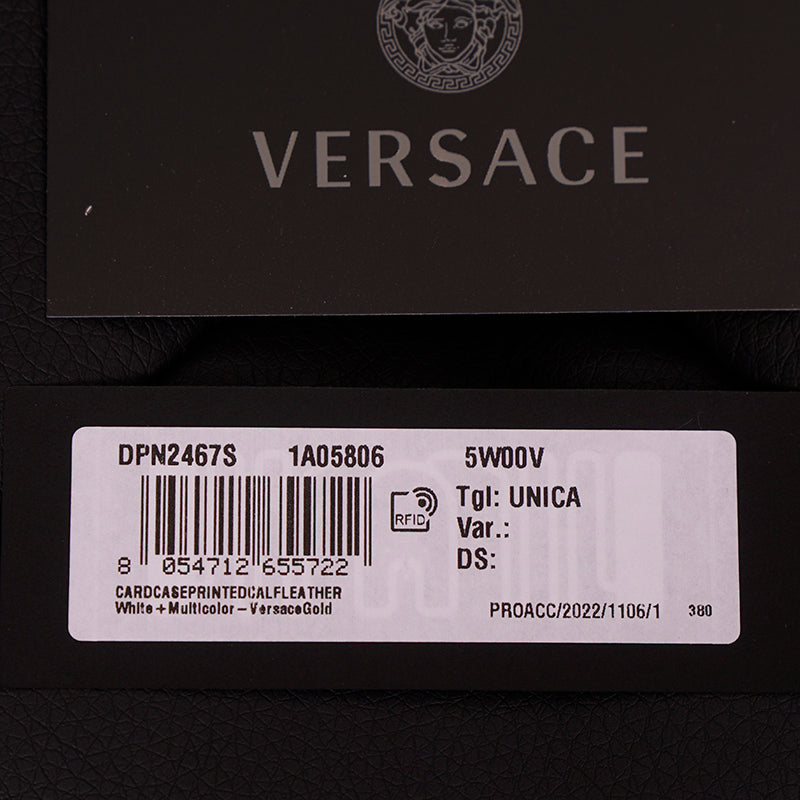 VERSACE
DPN2467S 1A05806 5W00V
RFID
Tgl: UNICA
Var.:
DS:
8 054712 655722
CARDCASEPRINTEDCALFLEATHER
White+Multicolor-VersaceGold
PROACC/2022/1106/1 380